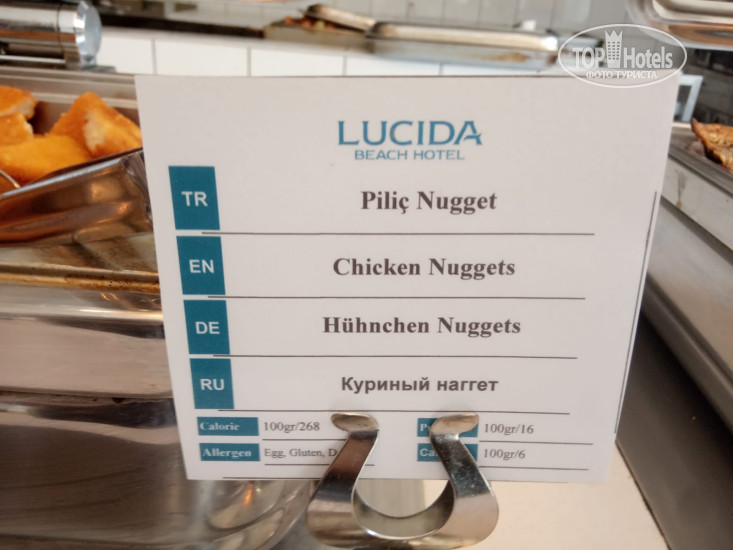 TOP Hotels
ФОТО ТУРИСТА
LUCIDA
BEACH HOTEL
TR Piliç Nugget
EN Chicken Nuggets
DE Hühnchen Nuggets
RU Куриный наггет
Calorie 100gr/268 100gr/16
Allergen Egg, Gluten, 100gr/6